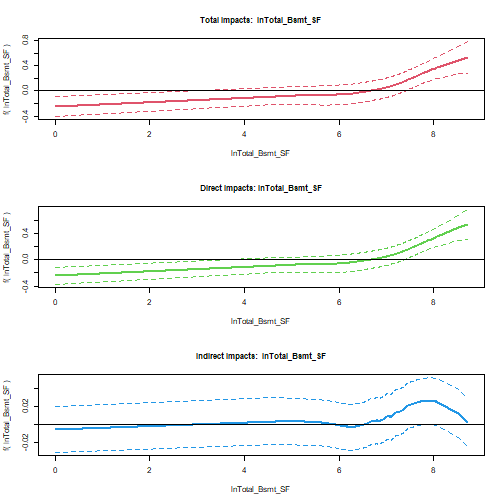 Total Impacts: lnTotal_Bsmt_SF
f( lnTotal_Bsmt_SF )
-0.4 0.0 0.4 0.8
0 2 4 6 8
lnTotal_Bsmt_SF
Direct Impacts: lnTotal_Bsmt_SF
f( lnTotal_Bsmt_SF )
-0.4 0.0 0.4
0 2 4 6 8
lnTotal_Bsmt_SF
Indirect Impacts: lnTotal_Bsmt_SF
f( lnTotal_Bsmt_SF )
-0.02 0.02
0 2 4 6 8
lnTotal_Bsmt_SF